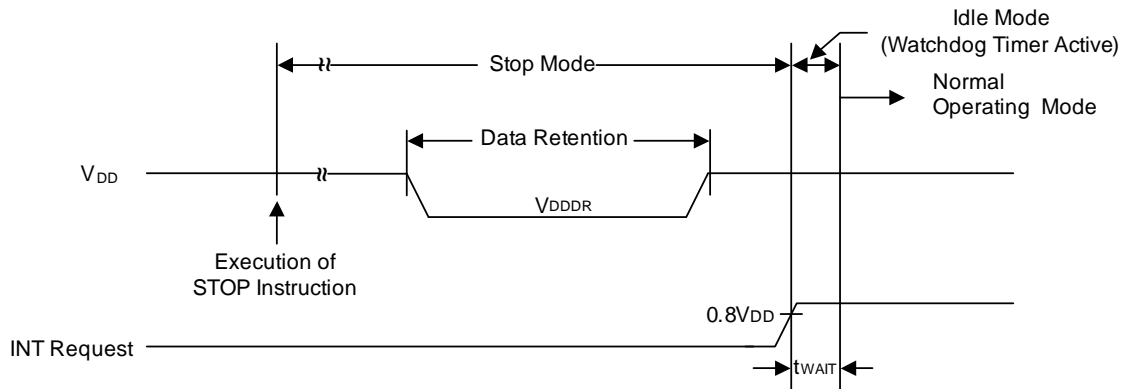 Idle Mode
(Watchdog Timer Active)
Stop Mode
Normal
Operating Mode
Data Retention
VDD
VDDDR
Execution of
STOP Instruction
0.8VDD
INT Request
tWAIT